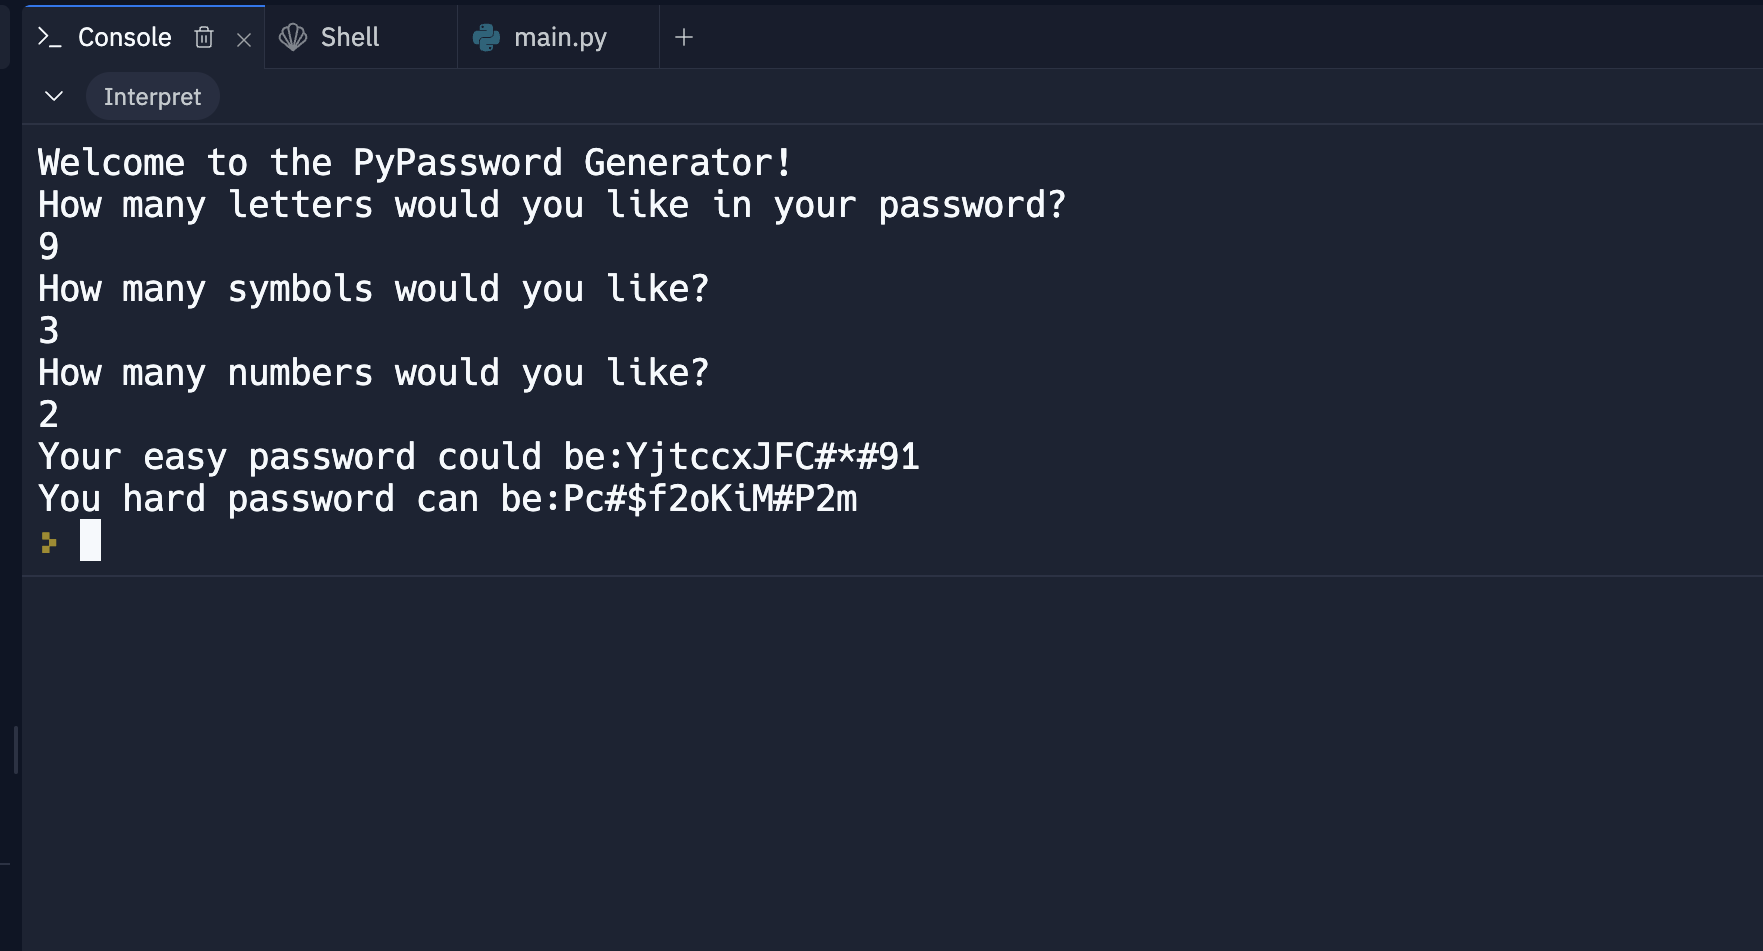 Console
Shell
main.py
Interpret
Welcome to the PyPassword Generator!
How many letters would you like in your password?
9
How many symbols would you like?
3
How many numbers would you like?
2
Your easy password could be:YjtccxJFC#*#91
You hard password can be:Pc#$f2oKiM#P2m